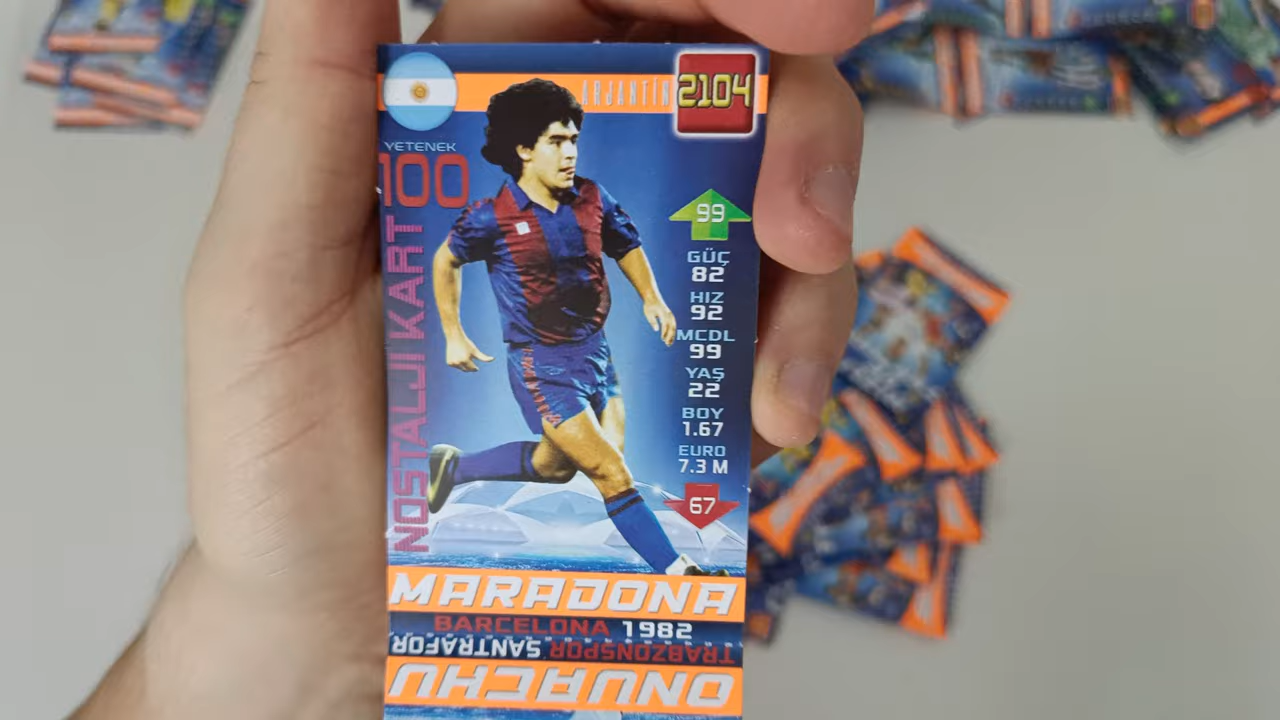 ARJANTİN 2104
YETENEK
100
NOSTALJİ KART
99
GÜÇ
82
HIZ
92
MCDL
99
YAŞ
22
BOY
1.67
EURO
7.3 M
67
MARADONA
BARCELONA 1982
TRABZONSPOR SANTRAFOR
ONUACHU